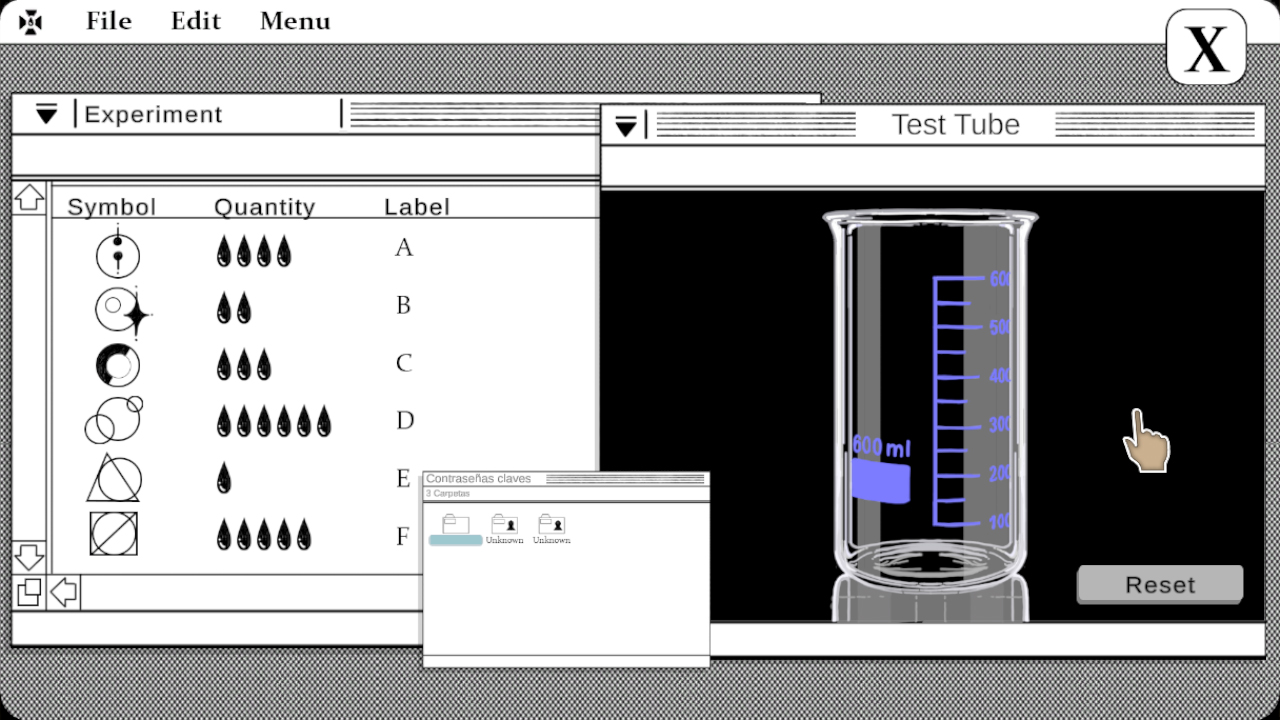 File Edit Menu
X
Experiment
Test Tube
Symbol Quantity Label
A
B
C
D
E
F
600
500
400
300
200
100
600 ml
Contraseñas claves
3 Carpetas
Unknown Unknown
Reset